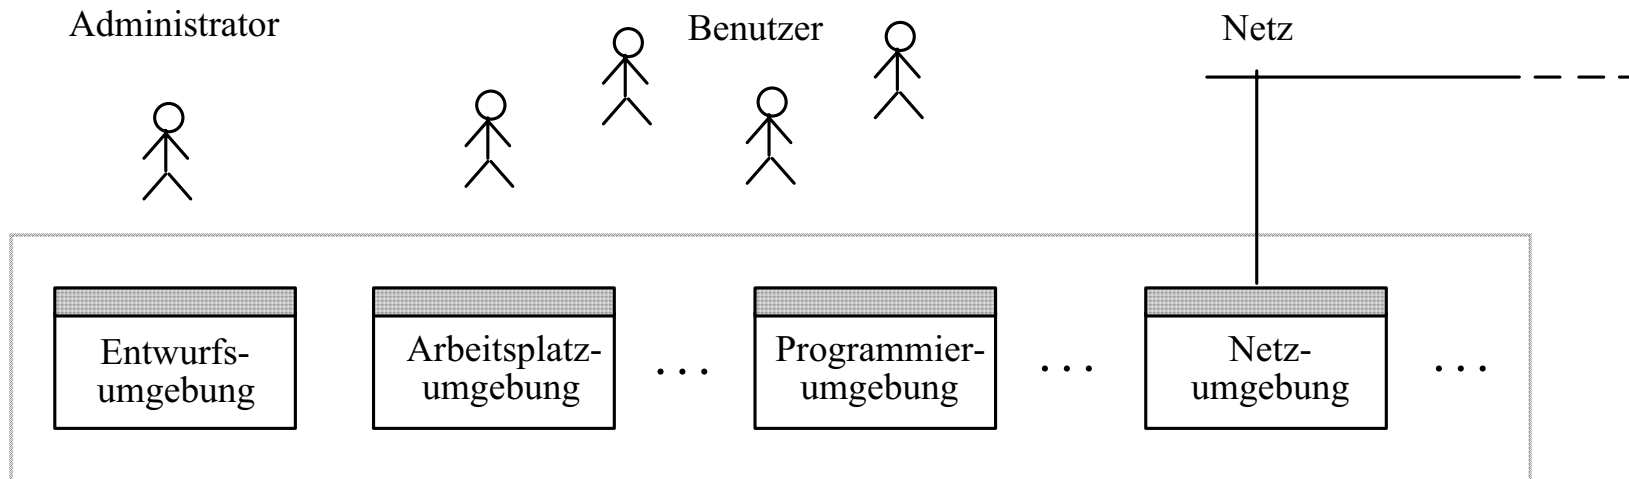 Administrator
Benutzer
Netz
Entwurfs-
umgebung
Arbeitsplatz-
umgebung
. . .
Programmier-
umgebung
. . .
Netz-
umgebung
. . .